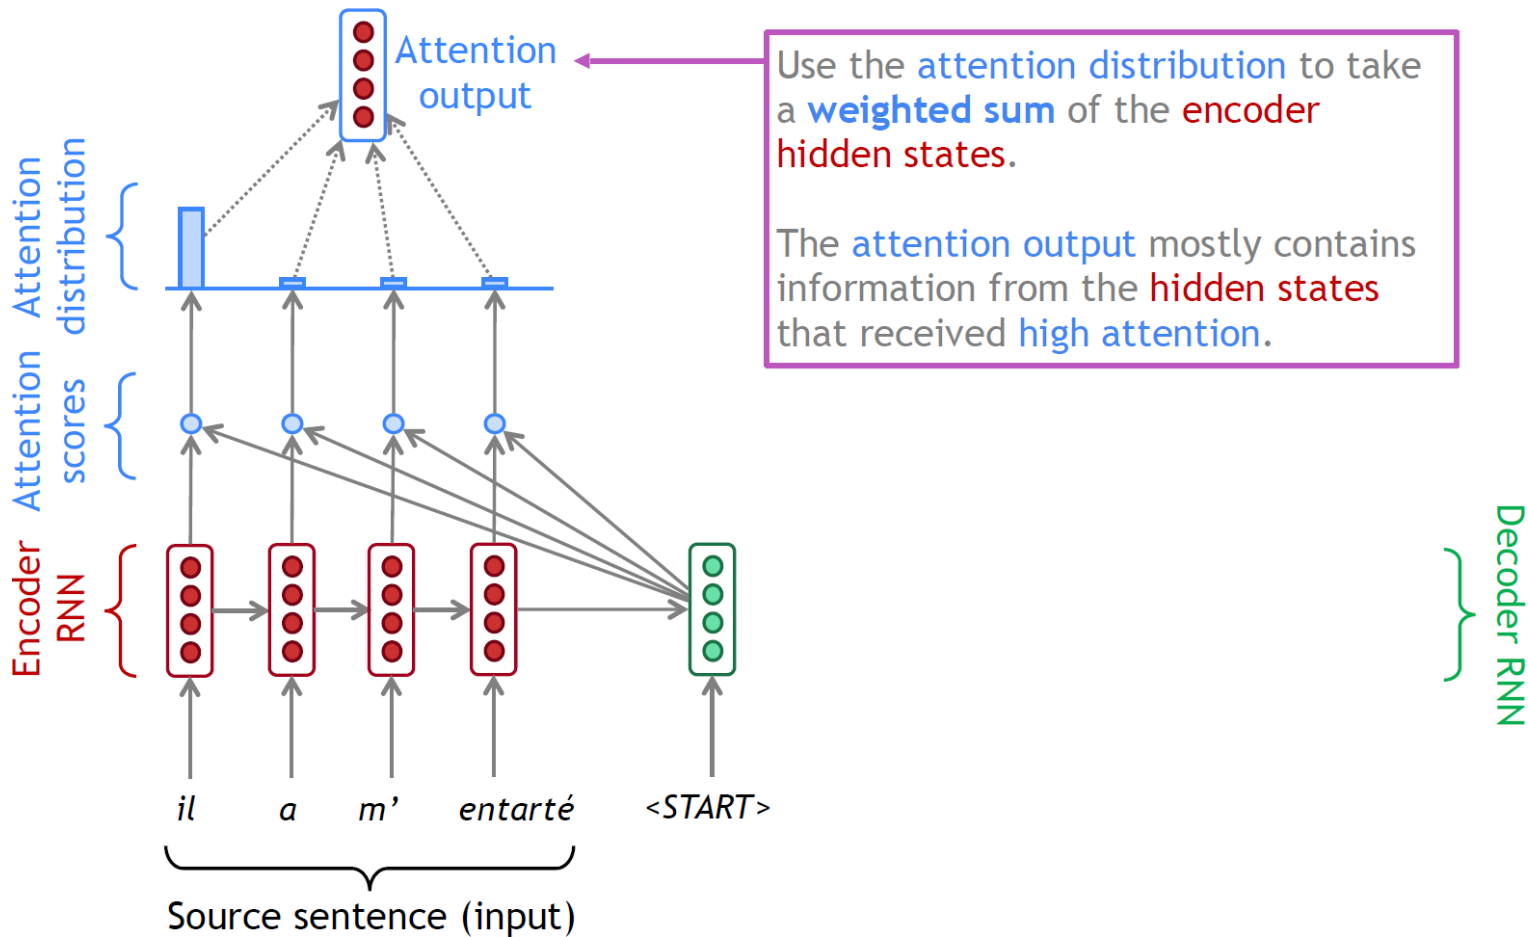 Attention
output
Use the attention distribution to take
a weighted sum of the encoder
hidden states.
The attention output mostly contains
information from the hidden states
that received high attention.
Attention
distribution
Attention
scores
Encoder
RNN
Decoder RNN
il a m’ entarté <START>
Source sentence (input)